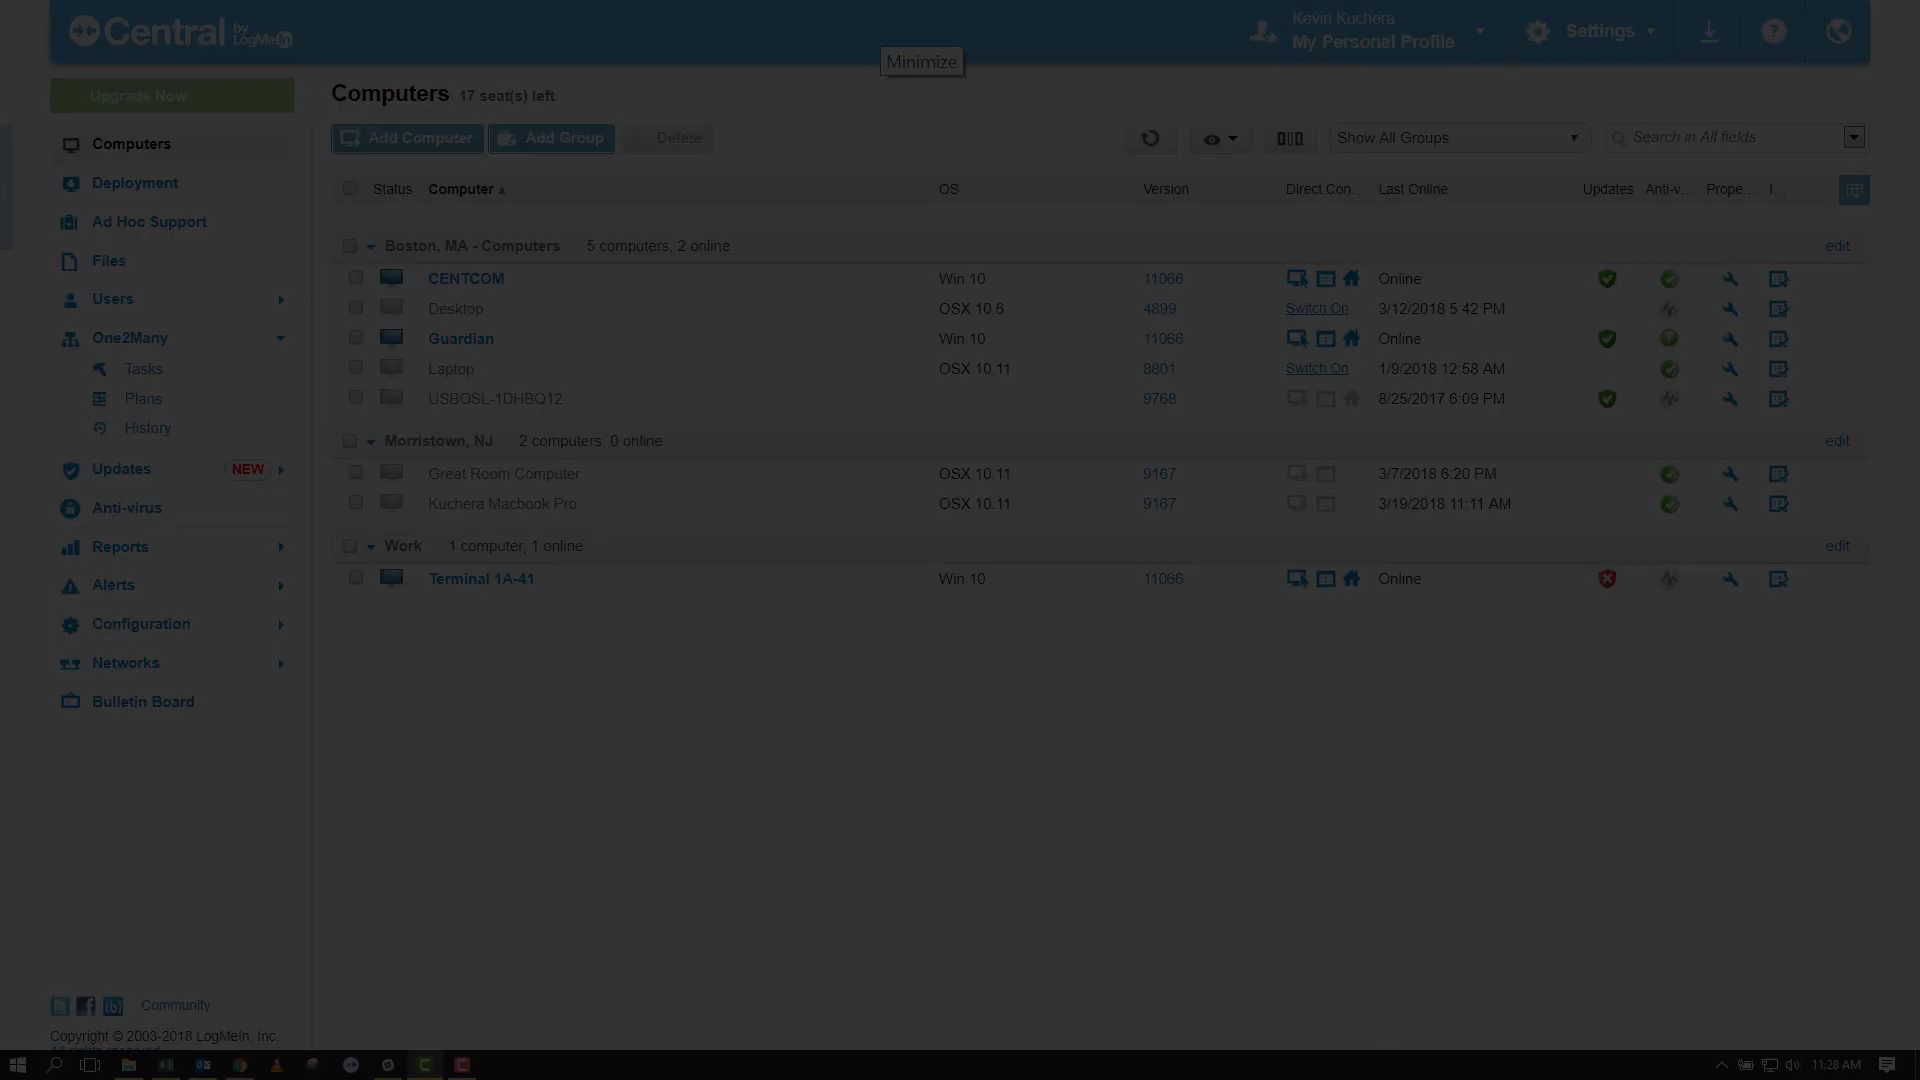 Central by LogMeIn
Kevin Kuchera
My Personal Profile
Settings
Minimize
Upgrade Now
Computers 17 seat(s) left
Add Computer Add Group Delete
Show All Groups
Search in All fields
Computers
Deployment
Ad Hoc Support
Files
Users
One2Many
Tasks
Plans
History
Updates NEW
Anti-virus
Reports
Alerts
Configuration
Networks
Bulletin Board
Status Computer OS Version Direct Con... Last Online Updates Anti-v... Prope... I...
Boston, MA - Computers 5 computers, 2 online edit
CENTCOM Win 10 11066 Online
Desktop OSX 10.6 4899 Switch On 3/12/2018 5:42 PM
Guardian Win 10 11066 Online
Laptop OSX 10.11 8801 Switch On 1/9/2018 12:58 AM
USBOSL-1DHBQ12 9768 8/25/2017 6:09 PM
Morristown, NJ 2 computers, 0 online edit
Great Room Computer OSX 10.11 9167 3/7/2018 6:20 PM
Kuchera Macbook Pro OSX 10.11 9167 3/19/2018 11:11 AM
Work 1 computer, 1 online edit
Terminal 1A-41 Win 10 11066 Online
Community
Copyright © 2003-2018 LogMeIn, Inc.
All rights reserved
11:28 AM